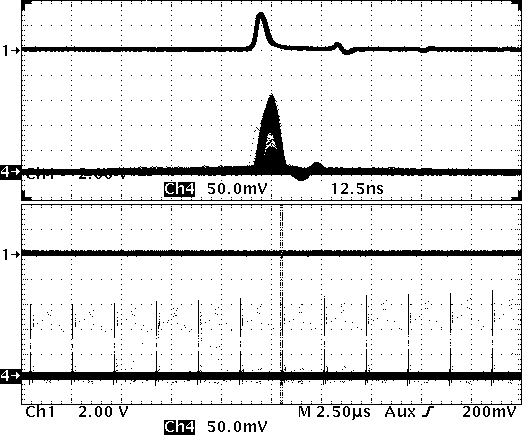 1→
4→
Ch1 2.00 V
Ch4 50.0mV 12.5ns
1→
4→
Ch1 2.00 V M 2.50µs Aux ƒ 200mV
Ch4 50.0mV